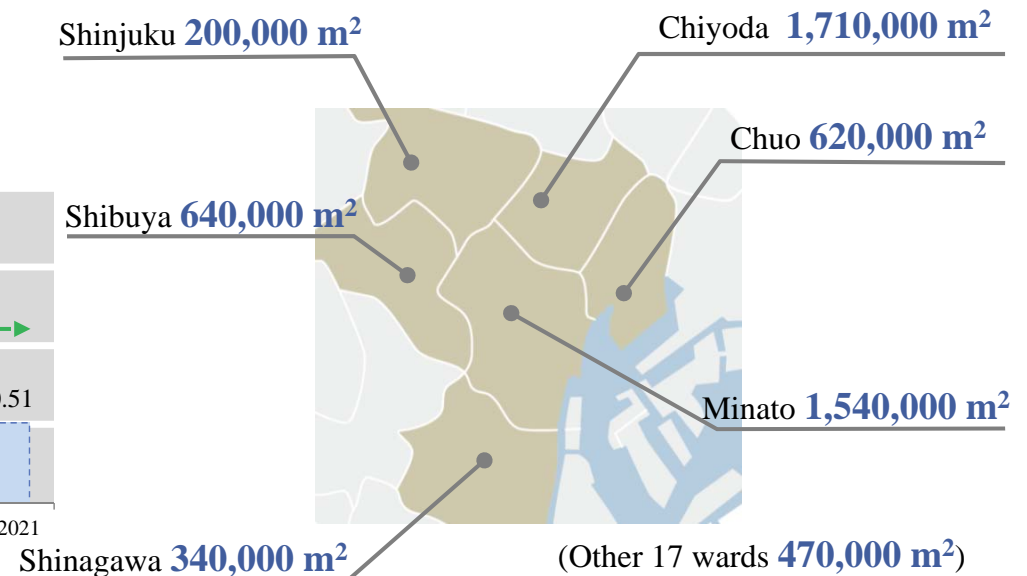 Shinjuku 200,000 m²
Chiyoda 1,710,000 m²
Chuo 620,000 m²
Shibuya 640,000 m²
Minato 1,540,000 m²
2021
Shinagawa 340,000 m²
(Other 17 wards 470,000 m²)